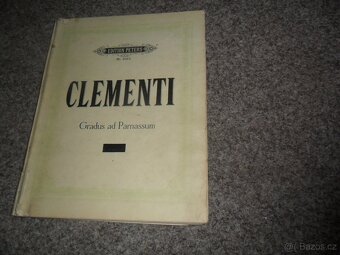 EDITION PETERS
CLEMENTI
Gradus ad Parnassum
Bazos.cz